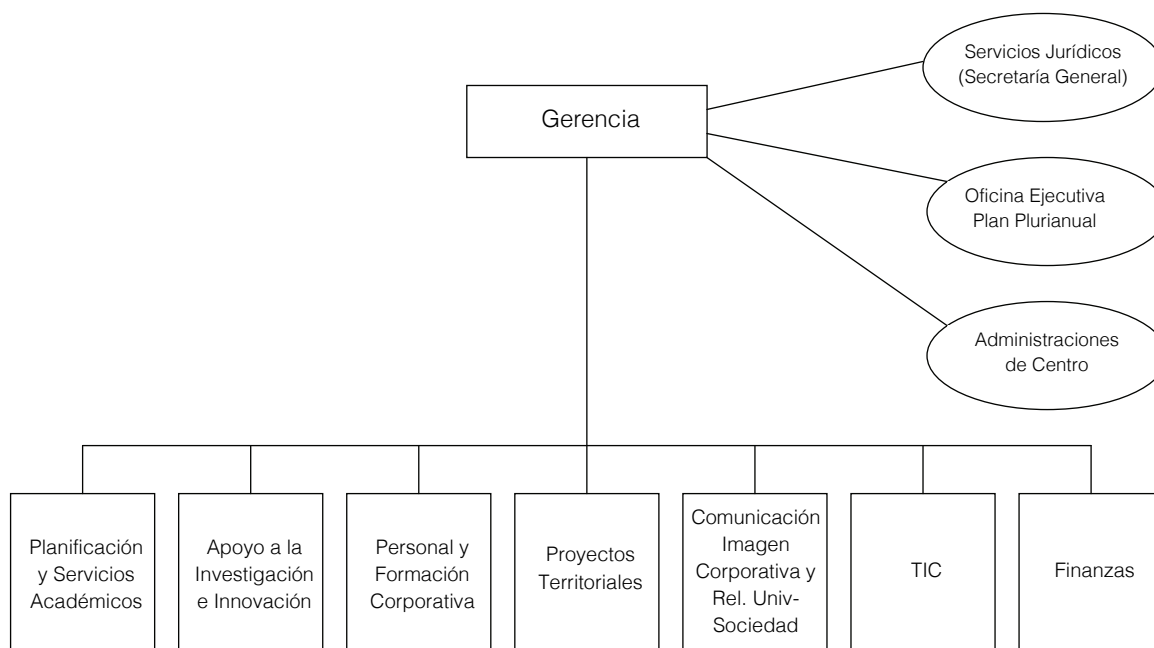 Servicios Jurídicos
(Secretaría General)
Gerencia
Oficina Ejecutiva
Plan Plurianual
Administraciones
de Centro
Planificación
y Servicios
Académicos
Apoyo a la
Investigación
e Innovación
Personal y
Formación
Corporativa
Proyectos
Territoriales
Comunicación
Imagen
Corporativa y
Rel. Univ-
Sociedad
TIC
Finanzas